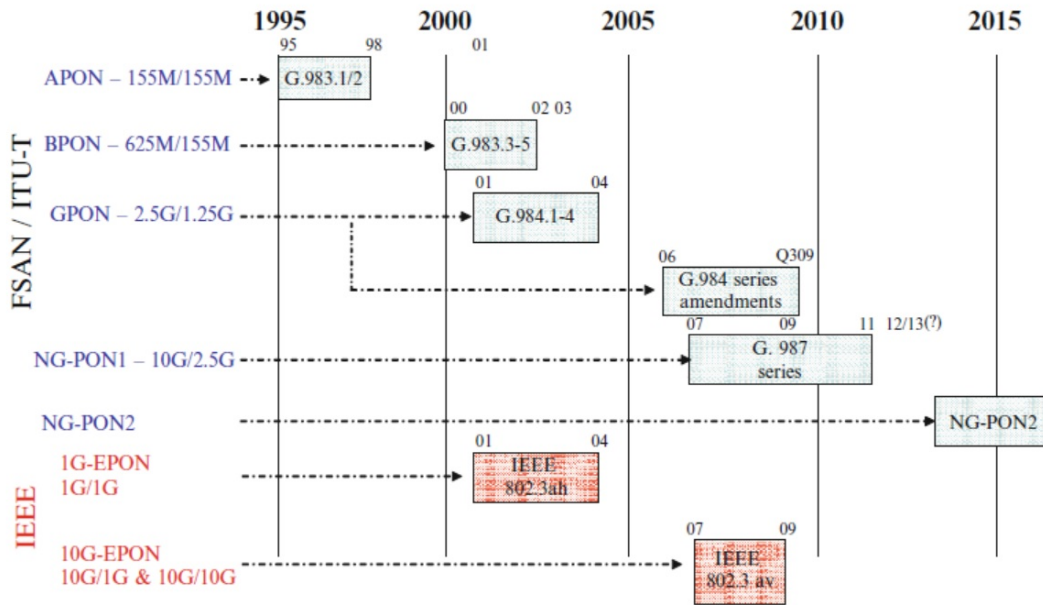 1995 2000 2005 2010 2015
95 98 01
APON – 155M/155M G.983.1/2
00 02 03
BPON – 625M/155M G.983.3-5
01 04
GPON – 2.5G/1.25G G.984.1-4
06 Q309
G.984 series
amendments
07 09 11 12/13(?)
NG-PON1 – 10G/2.5G G. 987
series
NG-PON2 NG-PON2
FSAN / ITU-T
01 04
1G-EPON IEEE
1G/1G 802.3ah
07 09
10G-EPON IEEE
10G/1G & 10G/10G 802.3 av
IEEE